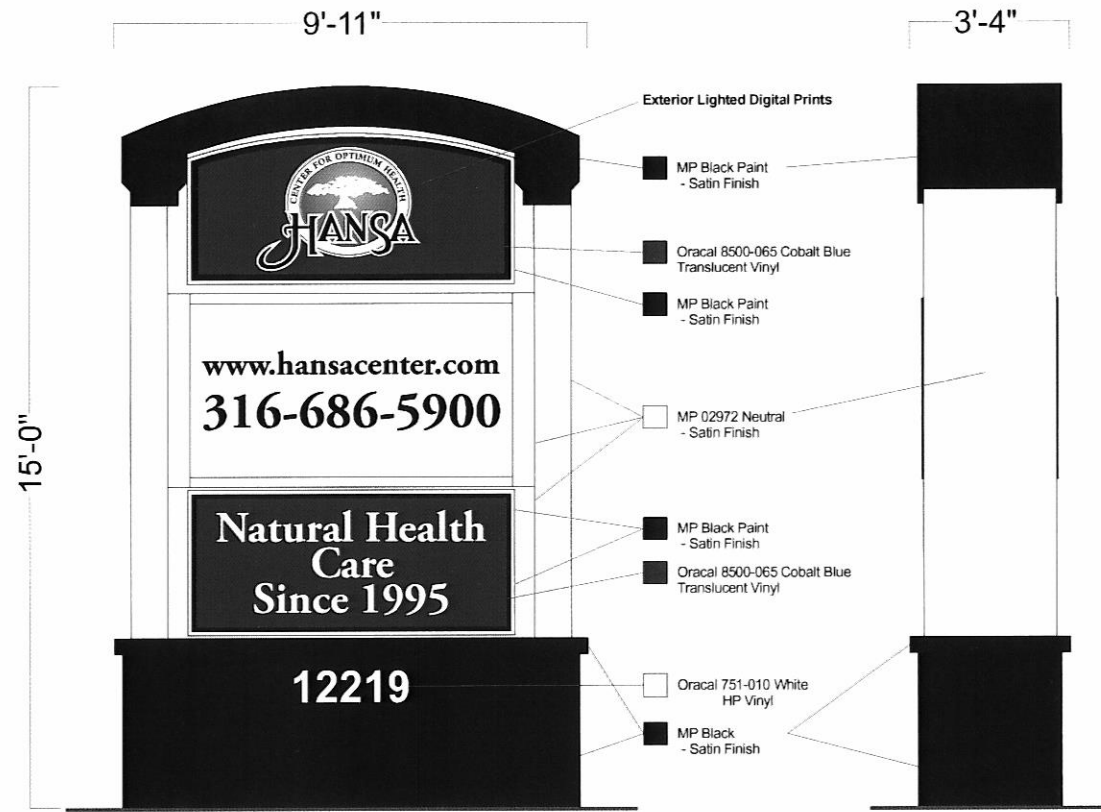 9'-11"
3'-4"
15'-0"
Exterior Lighted Digital Prints
CENTER FOR OPTIMUM HEALTH
HANSA
MP Black Paint
- Satin Finish
Oracal 8500-065 Cobalt Blue
Translucent Vinyl
MP Black Paint
- Satin Finish
www.hansacenter.com
316-686-5900
MP 02972 Neutral
- Satin Finish
Natural Health
Care
Since 1995
MP Black Paint
- Satin Finish
Oracal 8500-065 Cobalt Blue
Translucent Vinyl
12219
Oracal 751-010 White
HP Vinyl
MP Black
- Satin Finish